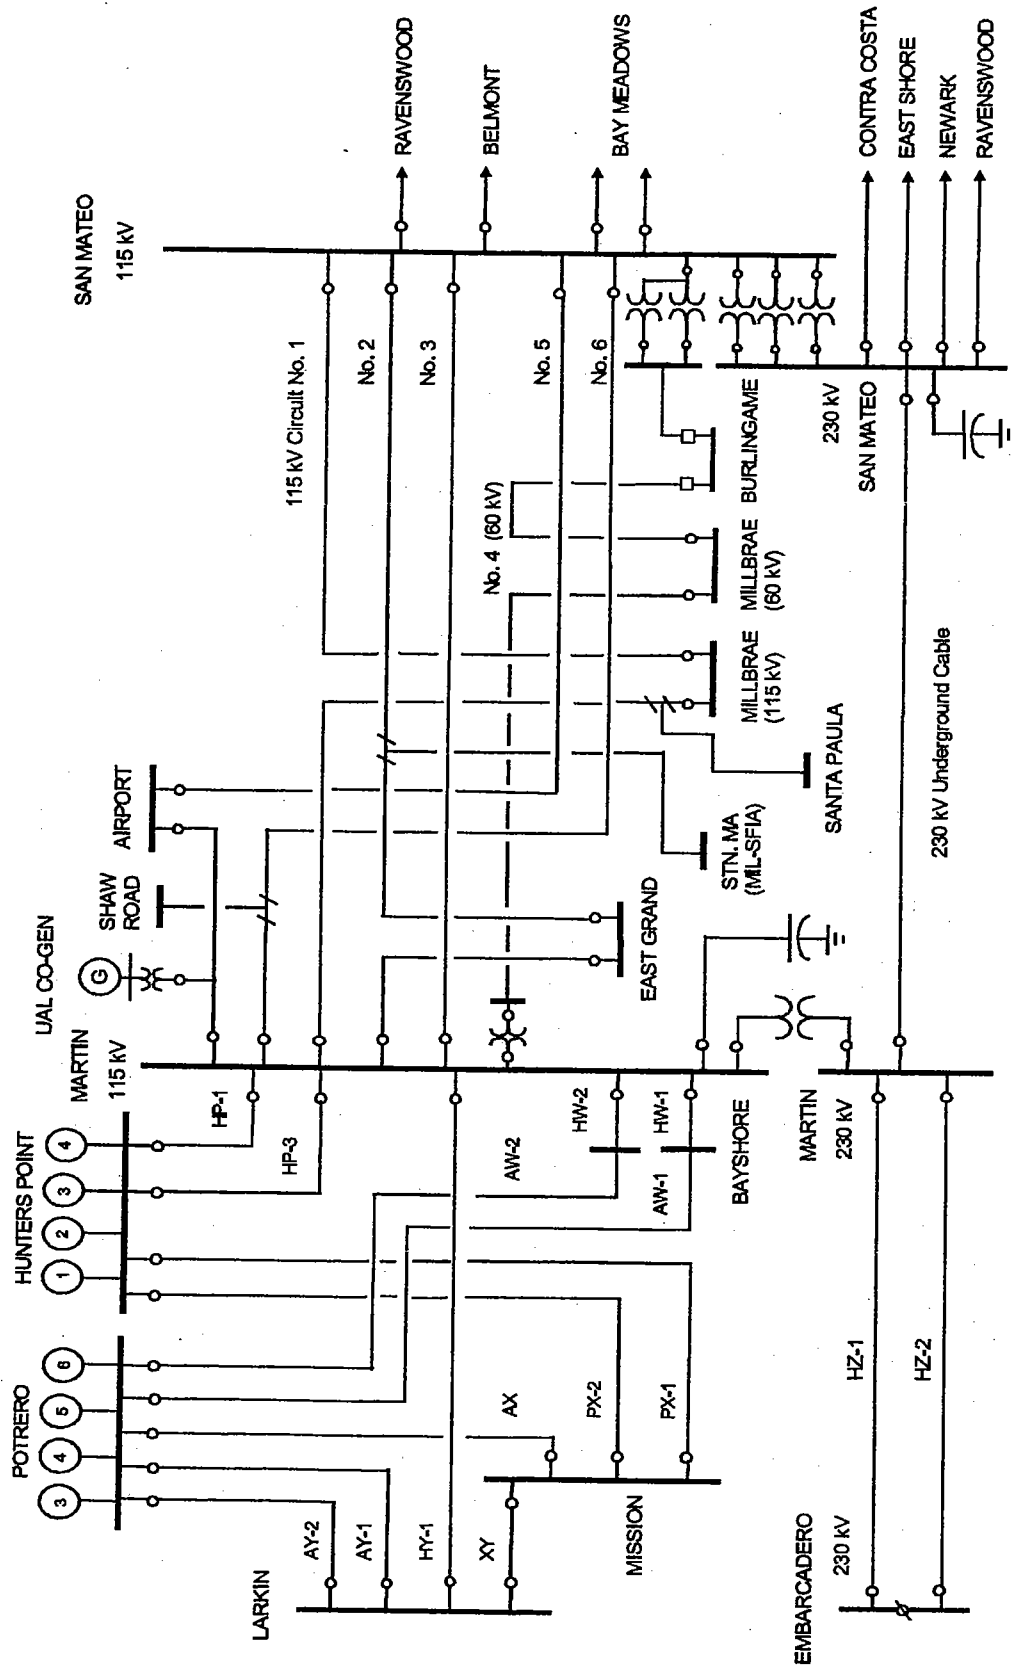 SAN MATEO
115 kV
RAVENSWOOD
BELMONT
BAY MEADOWS
CONTRA COSTA
EAST SHORE
NEWARK
RAVENSWOOD
115 kV Circuit No. 1
No. 2
No. 3
No. 5
No. 6
No. 4 (60 kV)
230 kV
SAN MATEO
BURLINGAME
MILLBRAE
(60 kV)
MILLBRAE
(115 kV)
SANTA PAULA
STN. MA
(MIL-SFIA)
230 kV Underground Cable
AIRPORT
SHAW
ROAD
UAL CO-GEN
G
EAST GRAND
MARTIN
115 kV
HP-1
HP-3
AW-2
HW-2
AW-1
HW-1
BAYSHORE
MARTIN
230 kV
HUNTERS POINT
1
2
3
4
POTRERO
3
4
5
6
AX
PX-2
PX-1
AY-2
AY-1
HY-1
XY
LARKIN
MISSION
HZ-1
HZ-2
EMBARCADERO
230 kV